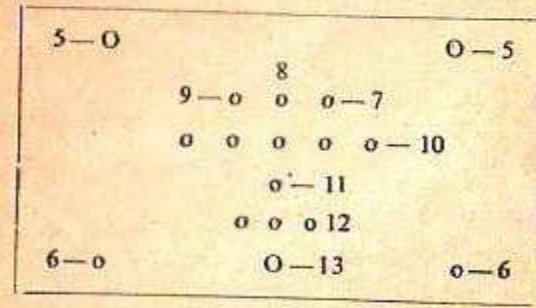 5 — O O — 5
8
9 — o o o — 7
o o o o o — 10
o — 11
o o o 12
6 — o O — 13 o — 6